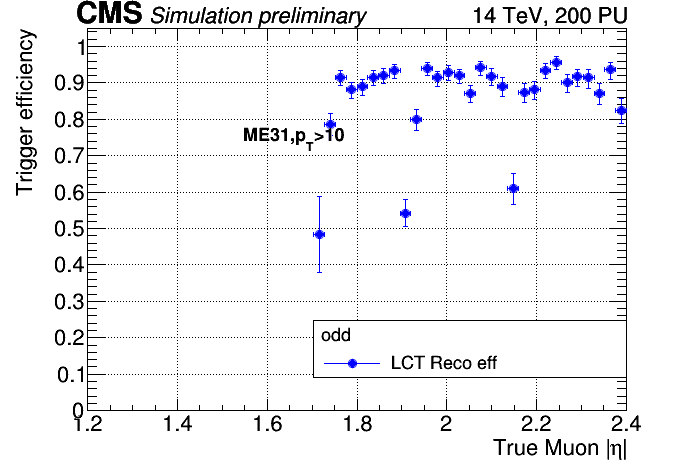 CMS Simulation preliminary 14 TeV, 200 PU
Trigger efficiency
1
0.9
0.8
0.7
0.6
0.5
0.4
0.3
0.2
0.1
0
ME31,p_T>10
odd
LCT Reco eff
1.2 1.4 1.6 1.8 2 2.2 2.4
True Muon |η|